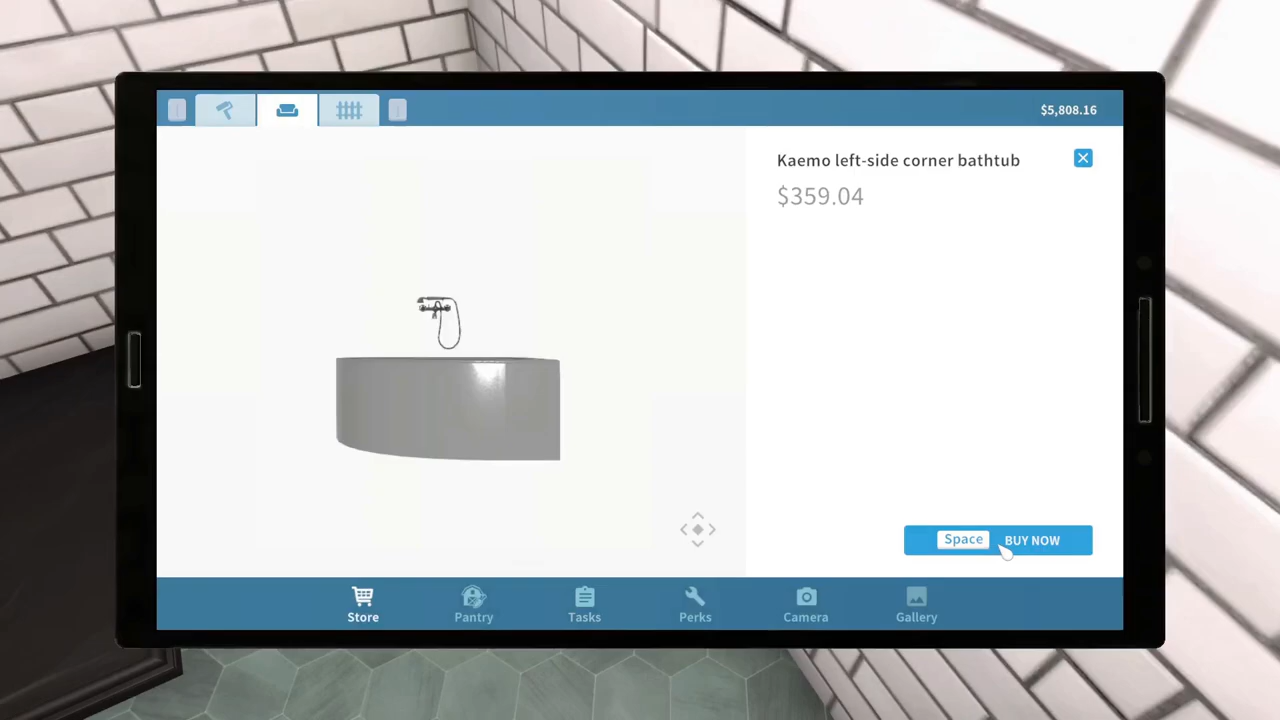 $5,808.16
Kaemo left-side corner bathtub
$359.04
Space BUY NOW
Store Pantry Tasks Perks Camera Gallery